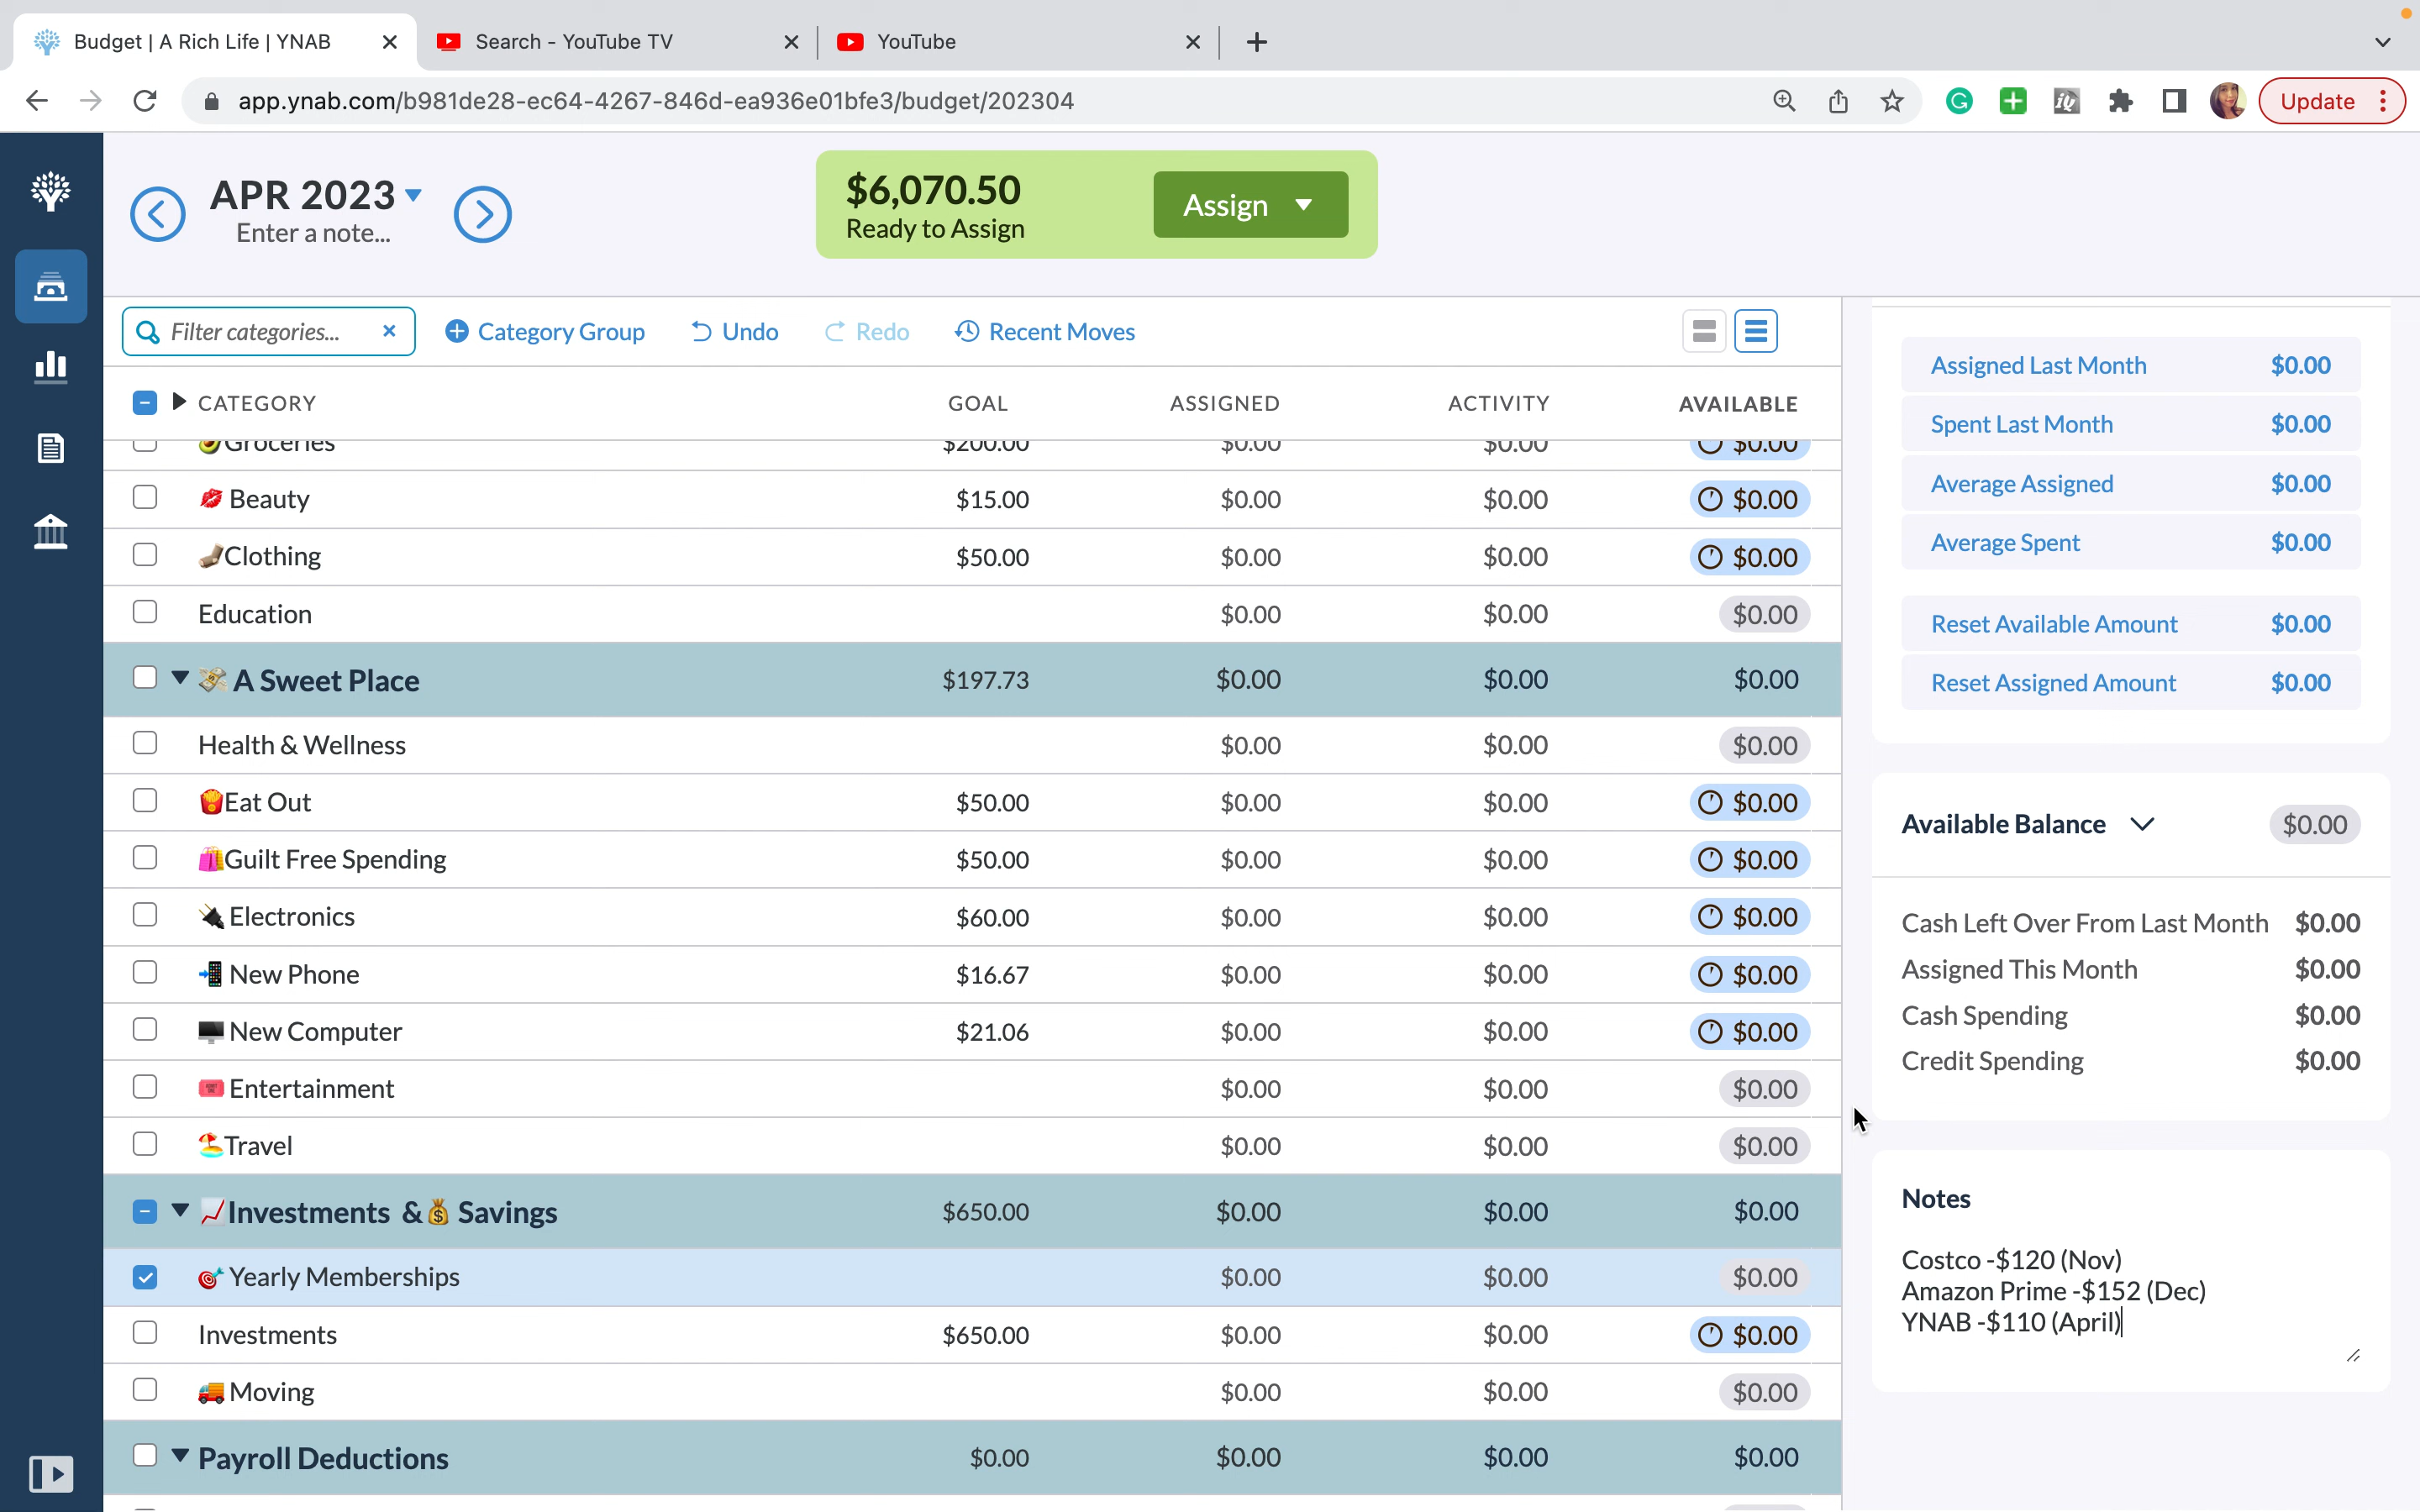 Budget | A Rich Life | YNAB
Search - YouTube TV
YouTube
app.ynab.com/b981de28-ec64-4267-846d-ea936e01bfe3/budget/202304
Update
APR 2023
Enter a note...
$6,070.50
Ready to Assign
Assign
Filter categories...
Category Group
Undo
Redo
Recent Moves
CATEGORY GOAL ASSIGNED ACTIVITY AVAILABLE
Groceries $200.00 $0.00 $0.00 $0.00
Beauty $15.00 $0.00 $0.00 $0.00
Clothing $50.00 $0.00 $0.00 $0.00
Education $0.00 $0.00 $0.00
A Sweet Place $197.73 $0.00 $0.00 $0.00
Health & Wellness $0.00 $0.00 $0.00
Eat Out $50.00 $0.00 $0.00 $0.00
Guilt Free Spending $50.00 $0.00 $0.00 $0.00
Electronics $60.00 $0.00 $0.00 $0.00
New Phone $16.67 $0.00 $0.00 $0.00
New Computer $21.06 $0.00 $0.00 $0.00
Entertainment $0.00 $0.00 $0.00
Travel $0.00 $0.00 $0.00
Investments & Savings $650.00 $0.00 $0.00 $0.00
Yearly Memberships $0.00 $0.00 $0.00
Investments $650.00 $0.00 $0.00 $0.00
Moving $0.00 $0.00 $0.00
Payroll Deductions $0.00 $0.00 $0.00 $0.00
Assigned Last Month $0.00
Spent Last Month $0.00
Average Assigned $0.00
Average Spent $0.00
Reset Available Amount $0.00
Reset Assigned Amount $0.00
Available Balance $0.00
Cash Left Over From Last Month $0.00
Assigned This Month $0.00
Cash Spending $0.00
Credit Spending $0.00
Notes
Costco -$120 (Nov)
Amazon Prime -$152 (Dec)
YNAB -$110 (April)